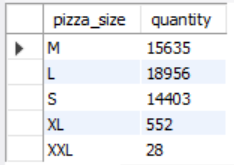 pizza_size quantity
M 15635
L 18956
S 14403
XL 552
XXL 28